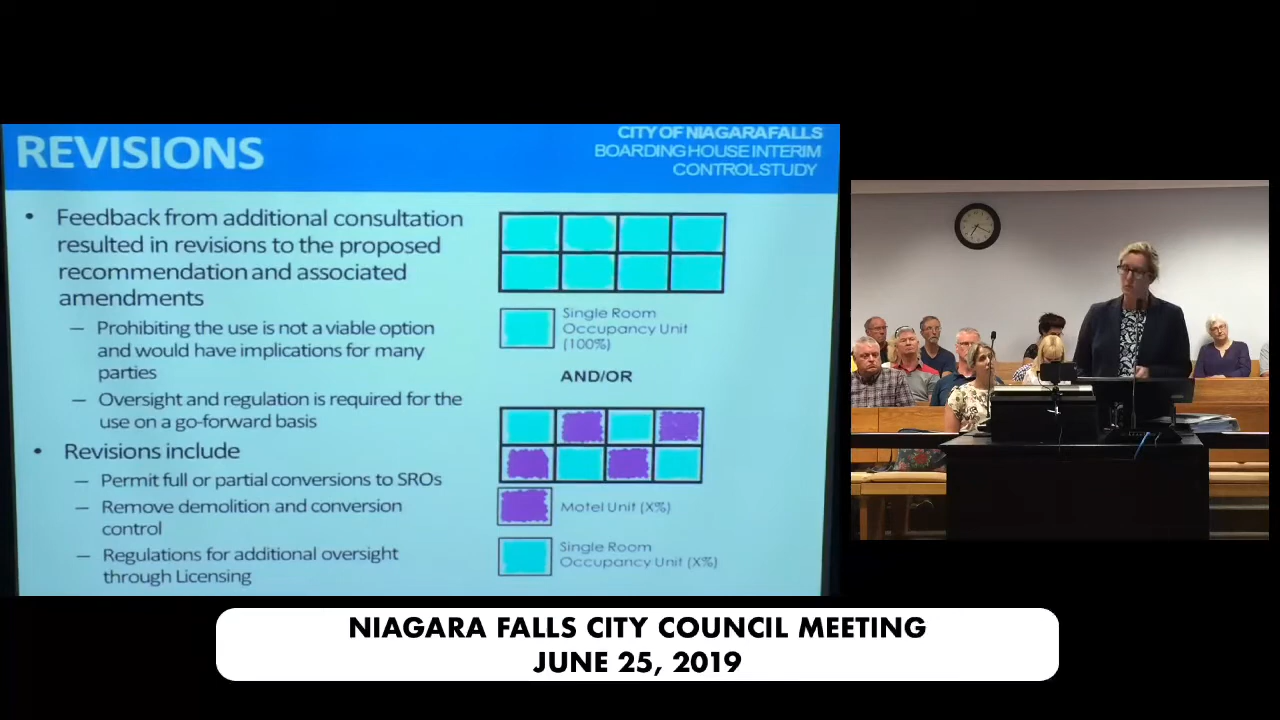 REVISIONS
CITY OF NIAGARA FALLS
BOARDING HOUSE INTERIM
CONTROL STUDY
• Feedback from additional consultation
resulted in revisions to the proposed
recommendation and associated
amendments
– Prohibiting the use is not a viable option
and would have implications for many
parties
– Oversight and regulation is required for the
use on a go-forward basis
• Revisions include
– Permit full or partial conversions to SROs
– Remove demolition and conversion
control
– Regulations for additional oversight
through Licensing
Single Room
Occupancy Unit
(100%)
AND/OR
Motel Unit (X%)
Single Room
Occupancy Unit (X%)
NIAGARA FALLS CITY COUNCIL MEETING
JUNE 25, 2019